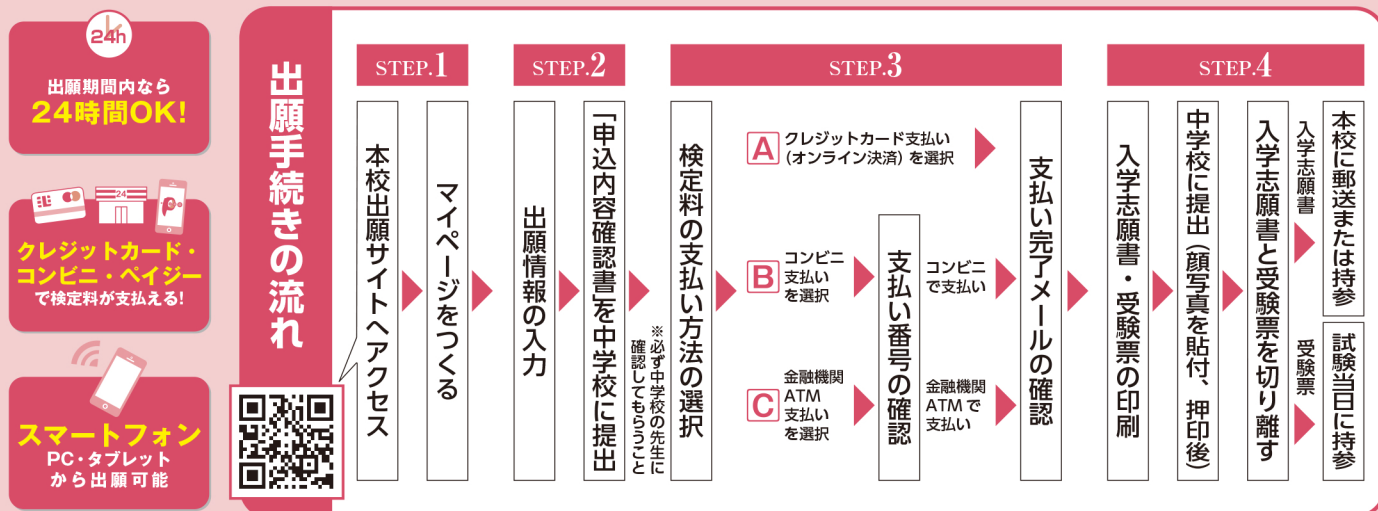 24h
出願期間内なら
24時間OK!
24
クレジットカード・
コンビニ・ペイジー
で検定料が支払える!
スマートフォン
PC・タブレット
から出願可能
出願手続きの流れ
STEP.1
本校出願サイトへアクセス
マイページをつくる
STEP.2
出願情報の入力
「申込内容確認書」を中学校に提出
※必ず中学校の先生に
確認してもらうこと
STEP.3
検定料の支払い方法の選択
A
クレジットカード支払い
(オンライン決済)を選択
B
コンビニ
支払い
を選択
C
金融機関
ATM
支払い
を選択
支払い番号の確認
コンビニ
で支払い
金融機関
ATMで
支払い
支払い完了メールの確認
STEP.4
入学志願書・受験票の印刷
中学校に提出(顔写真を貼付、押印後)
入学志願書と受験票を切り離す
入学志願書
本校に郵送または持参
受験票
試験当日に持参